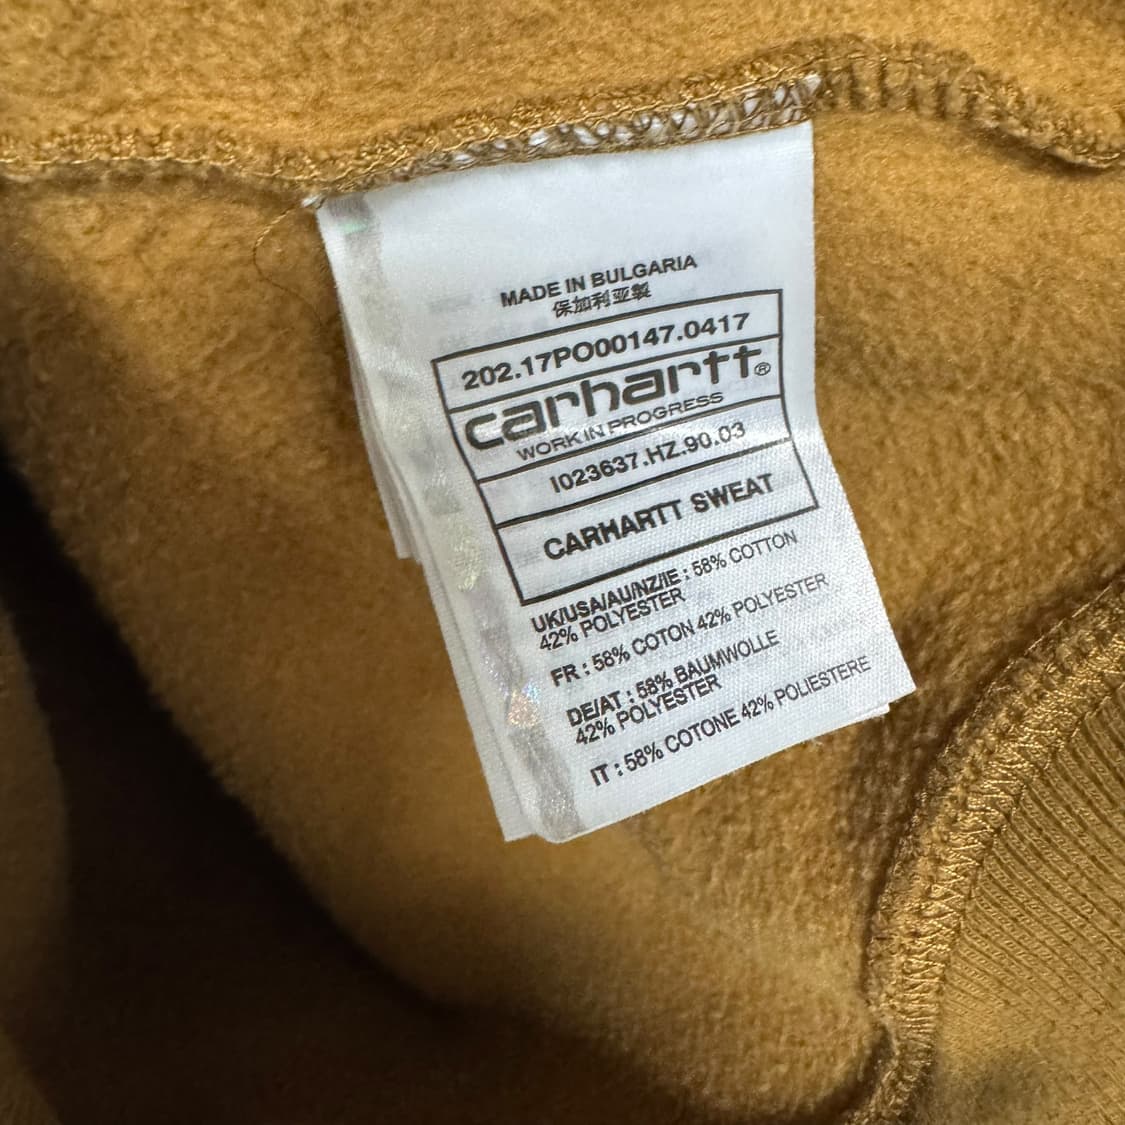 MADE IN BULGARIA
保加利亚製
202.17PO00147.0417
carhartt®
WORK IN PROGRESS
I023637.HZ.90.03
CARHARTT SWEAT
UK/USA/AU/NZ/IE : 58% COTTON
42% POLYESTER
FR : 58% COTON 42% POLYESTER
DE/AT : 58% BAUMWOLLE
42% POLYESTER
IT : 58% COTONE 42% POLIESTERE